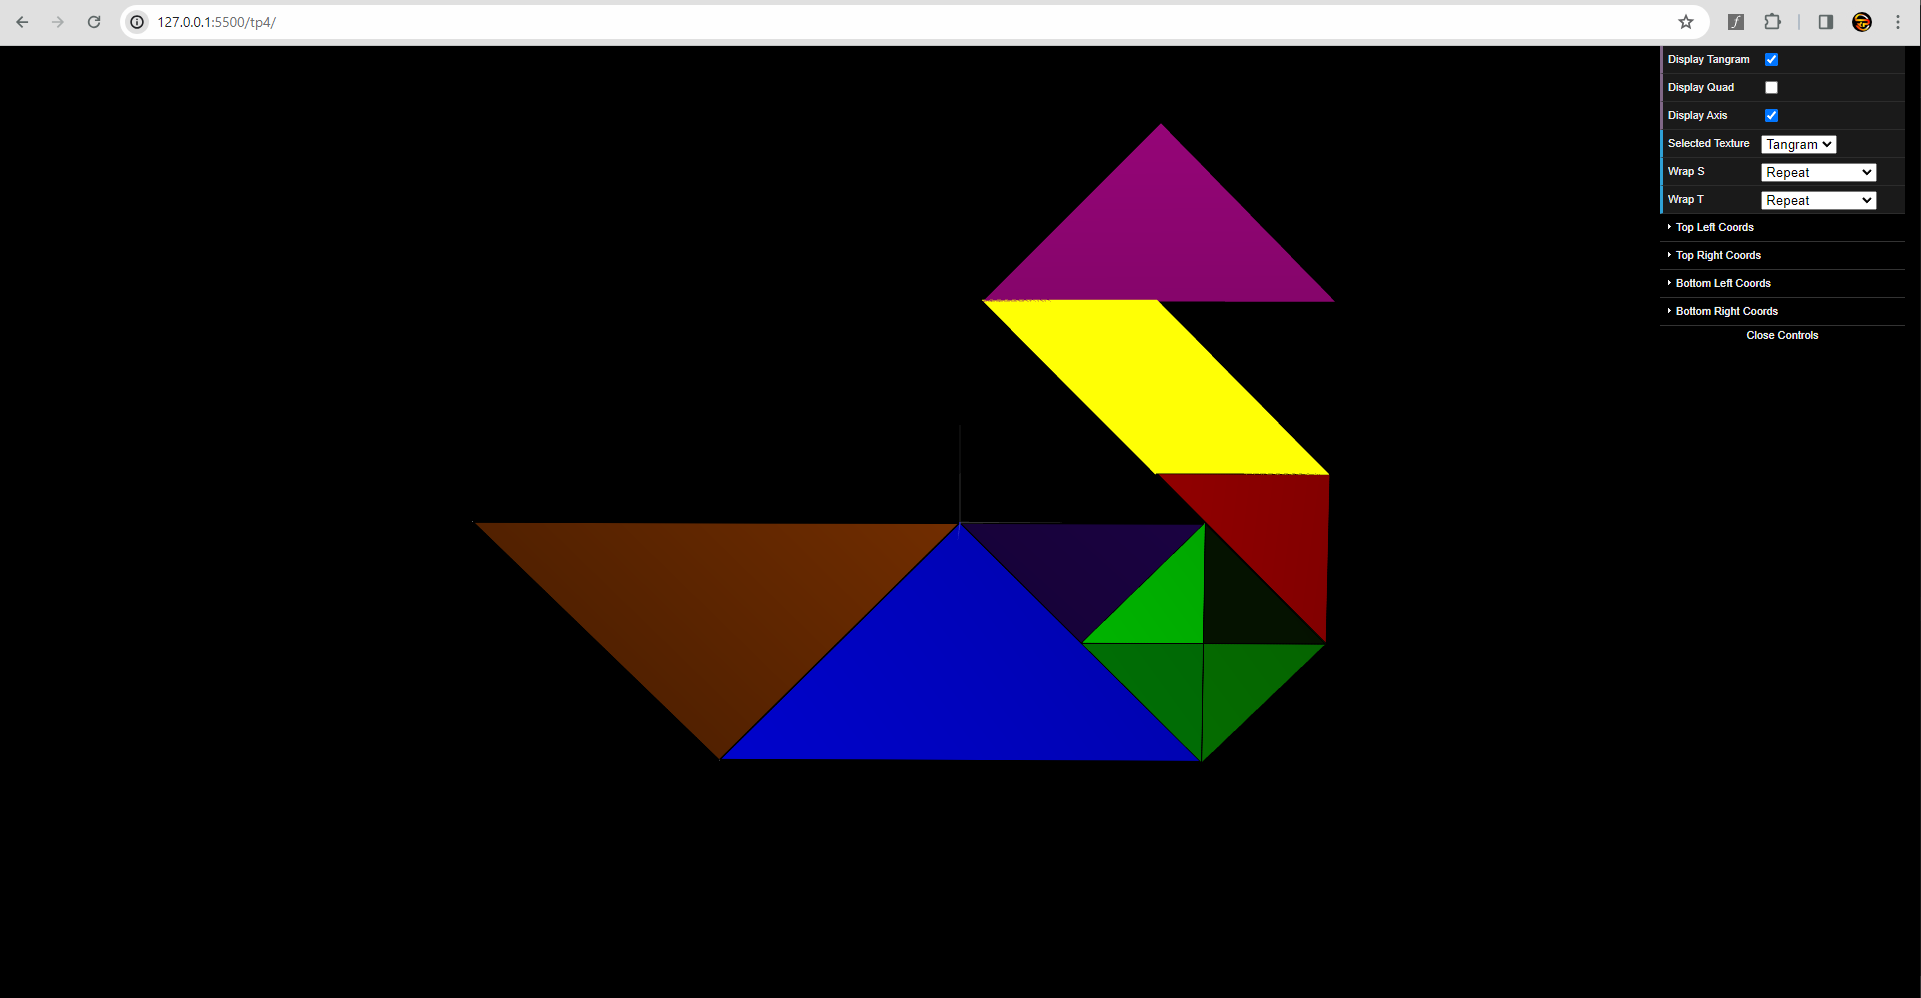 127.0.0.1:5500/tp4/
Display Tangram
Display Quad
Display Axis
Selected Texture Tangram
Wrap S Repeat
Wrap T Repeat
Top Left Coords
Top Right Coords
Bottom Left Coords
Bottom Right Coords
Close Controls